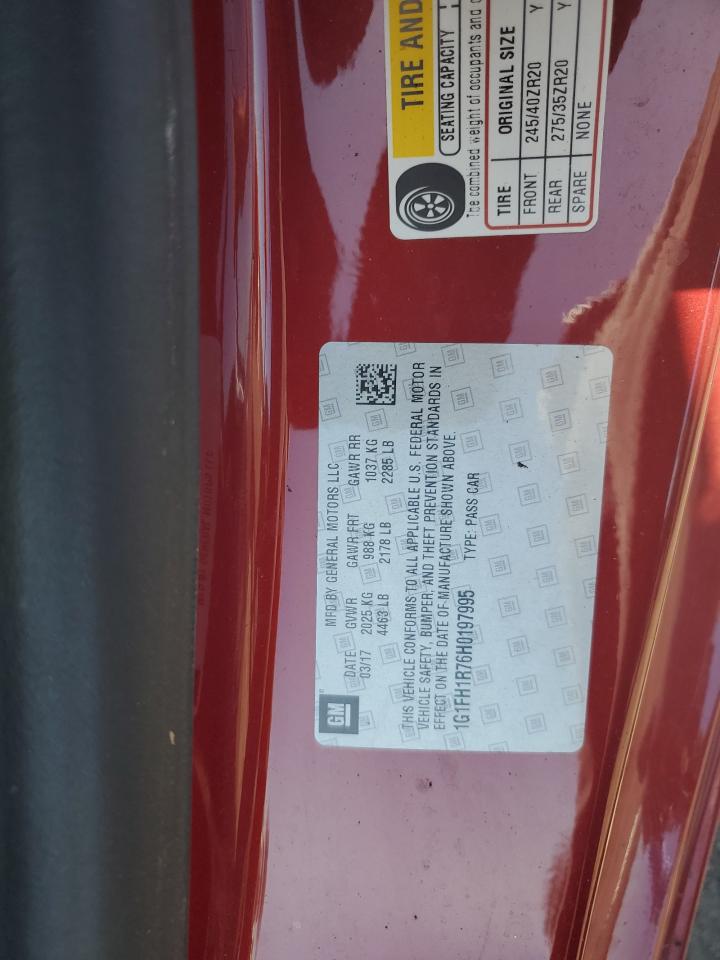 GM
MFD BY GENERAL MOTORS LLC
DATE GVWR GAWR FRT GAWR RR
03/17 2025 KG 988 KG 1037 KG
4463 LB 2178 LB 2285 LB
THIS VEHICLE CONFORMS TO ALL APPLICABLE U.S. FEDERAL MOTOR
VEHICLE SAFETY, BUMPER, AND THEFT PREVENTION STANDARDS IN
EFFECT ON THE DATE OF MANUFACTURE SHOWN ABOVE.
1G1FH1R76H0197995 TYPE: PASS CAR
TIRE AND
SEATING CAPACITY
The combined weight of occupants and
TIRE ORIGINAL SIZE
FRONT 245/40ZR20 Y
REAR 275/35ZR20 Y
SPARE NONE